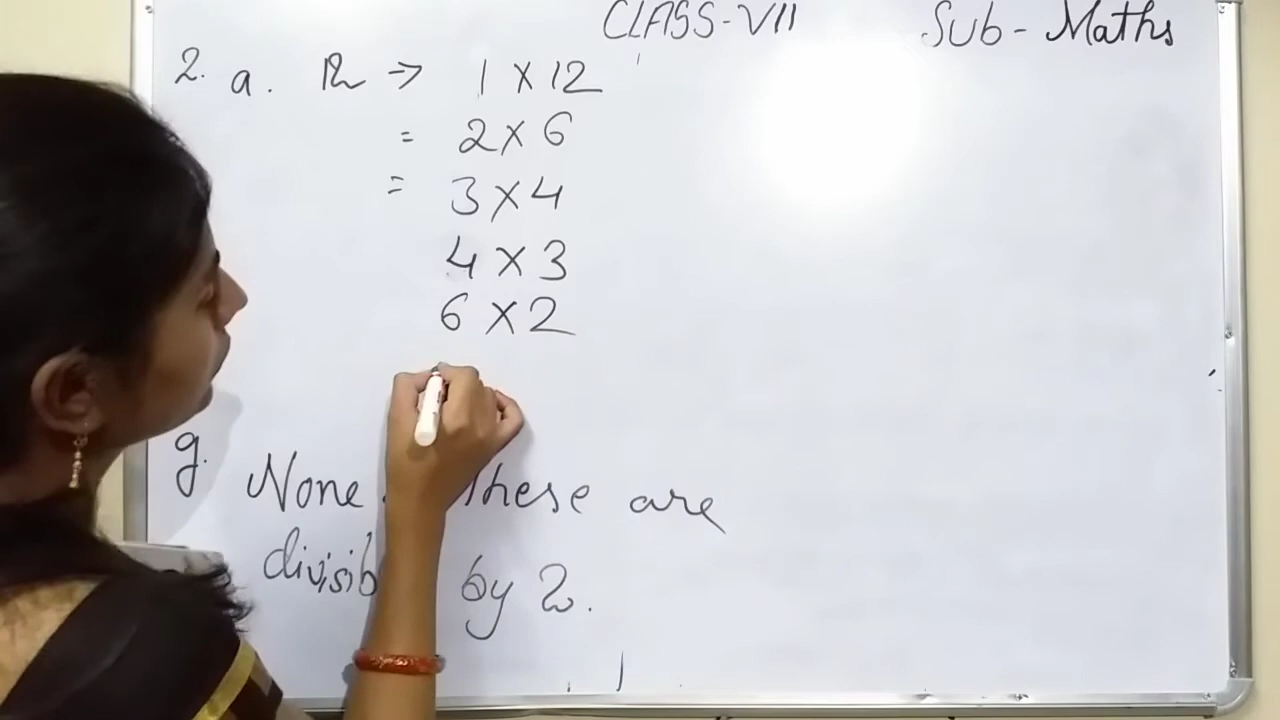 CLASS-VII Sub- Maths
2. a. 12 → 1 X 12
= 2 X 6
= 3 X 4
4 X 3
6 X 2
g. None these are
by 2.